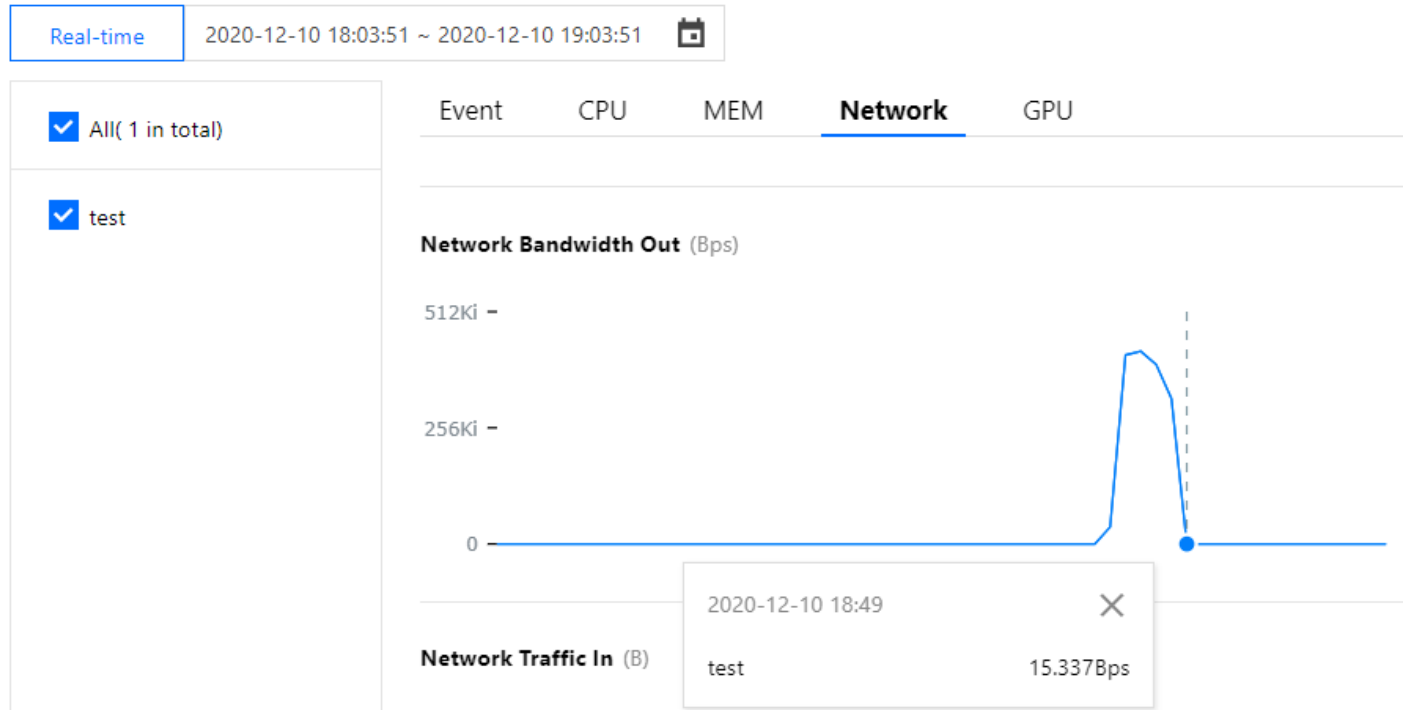 Real-time 2020-12-10 18:03:51 ~ 2020-12-10 19:03:51
All( 1 in total)
test
Event CPU MEM Network GPU
Network Bandwidth Out (Bps)
512Ki
256Ki
0
2020-12-10 18:49
test 15.337Bps
Network Traffic In (B)